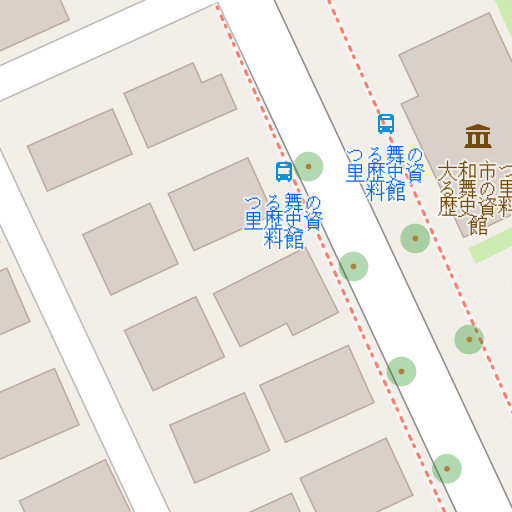 つる舞の
里歴史資
料館
つる舞の
里歴史資
料館
大和市つ
る舞の里
歴史資料
館